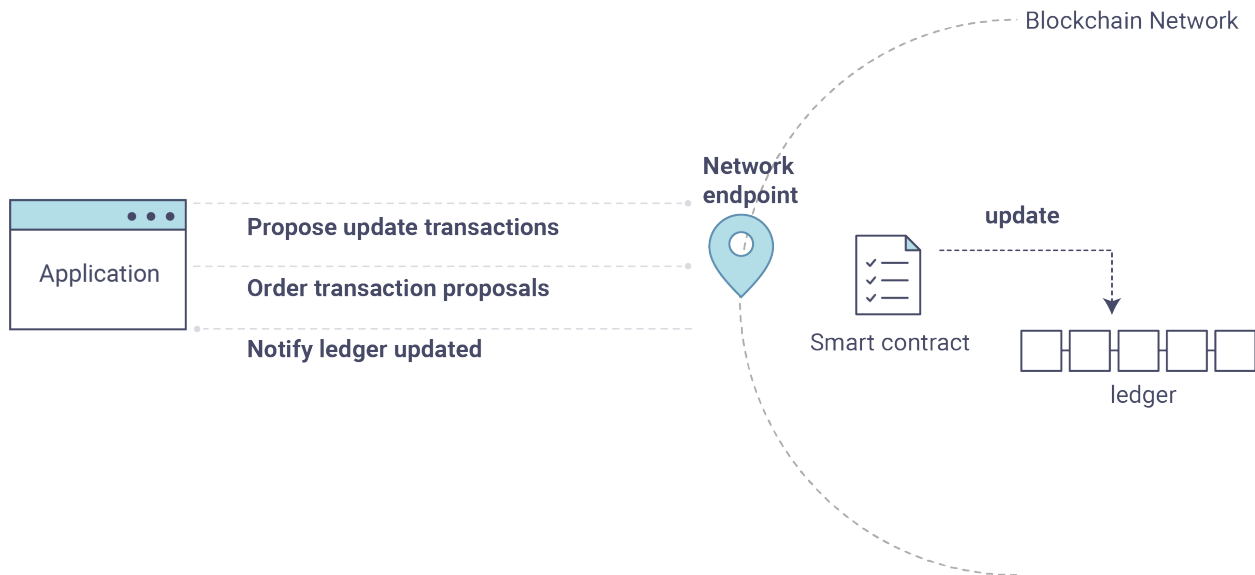 Blockchain Network
Network
endpoint
Propose update transactions
Application
Order transaction proposals
Notify ledger updated
update
Smart contract
ledger